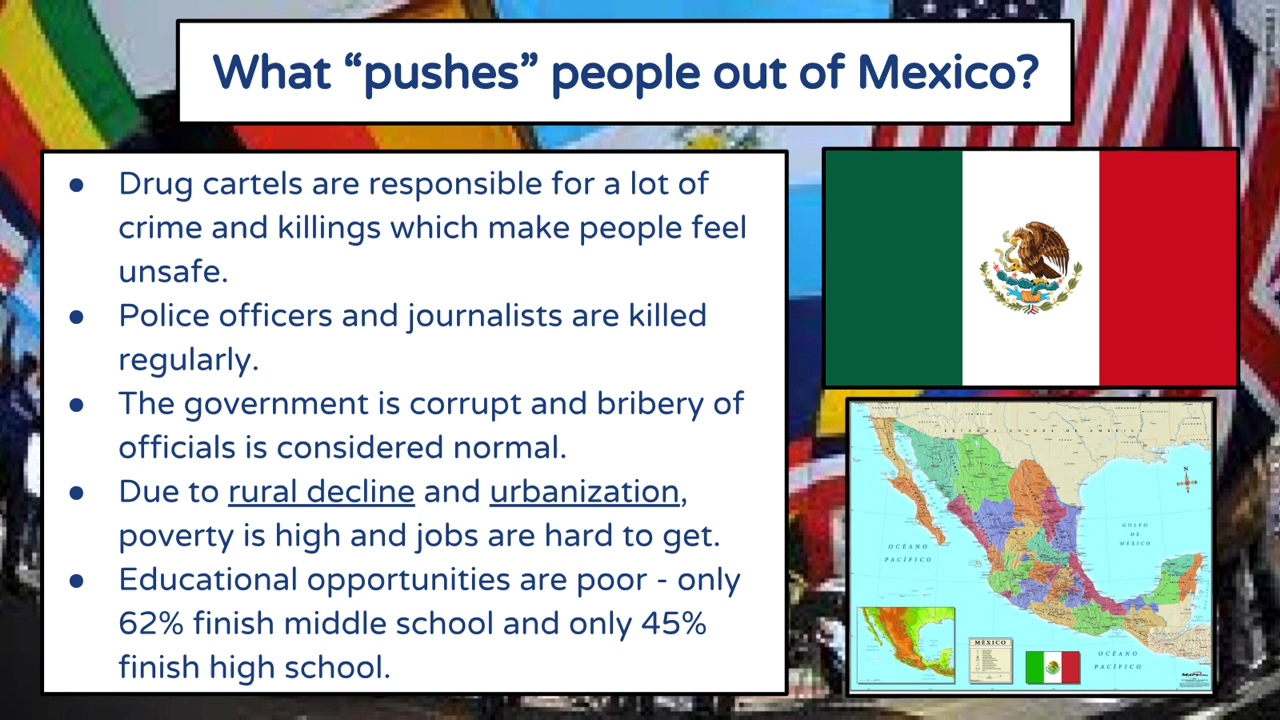 What “pushes” people out of Mexico?
● Drug cartels are responsible for a lot of
crime and killings which make people feel
unsafe.
● Police officers and journalists are killed
regularly.
● The government is corrupt and bribery of
officials is considered normal.
● Due to rural decline and urbanization,
poverty is high and jobs are hard to get.
● Educational opportunities are poor - only
62% finish middle school and only 45%
finish high school.
GOLFO
DE
MÉXICO
OCÉANO
PACÍFICO
MÉXICO
OCÉANO
PACÍFICO